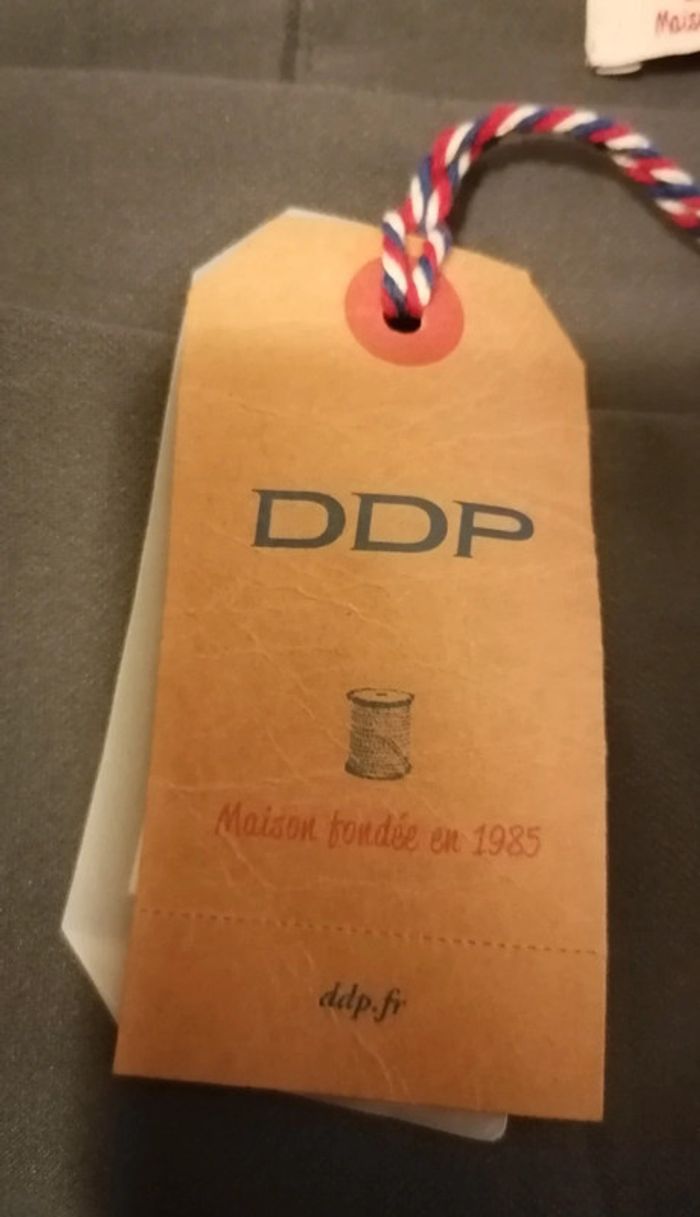 DDP
Maison fondée en 1985
ddp.fr